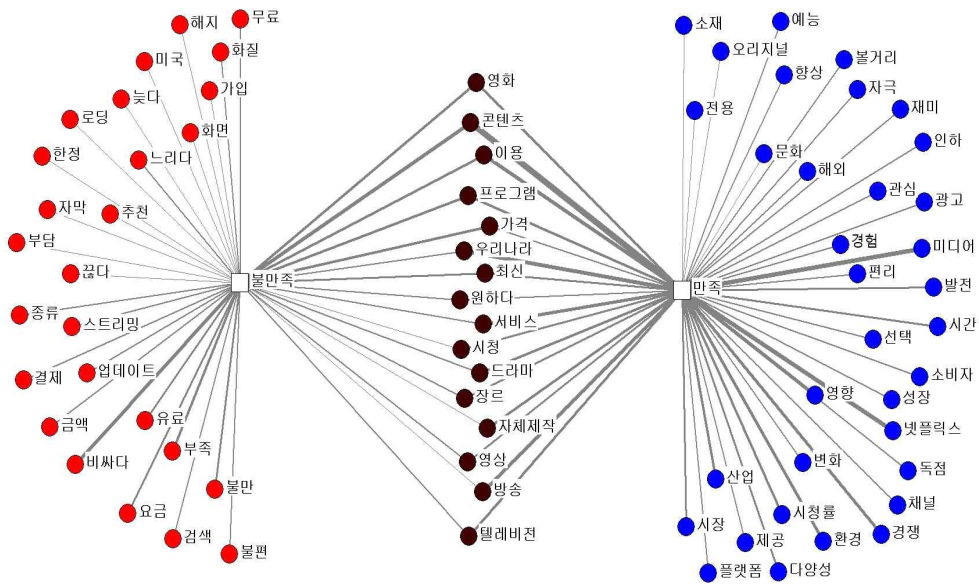 해지
무료
미국
화질
늦다
가입
로딩
화면
한정
느리다
자막
추천
부담
끊다
불만족
종류
스트리밍
결제
업데이트
금액
유료
비싸다
부족
불만
요금
검색
불편
영화
콘텐츠
이용
프로그램
가격
우리나라
최신
원하다
서비스
시청
드라마
장르
자체제작
영상
방송
텔레비전
소재
예능
오리지널
볼거리
향상
자극
전용
재미
문화
인하
해외
관심
광고
경험
미디어
편리
만족
발전
시간
선택
소비자
영향
성장
넷플릭스
변화
독점
산업
채널
시장
시청률
제공
환경
경쟁
플랫폼
다양성